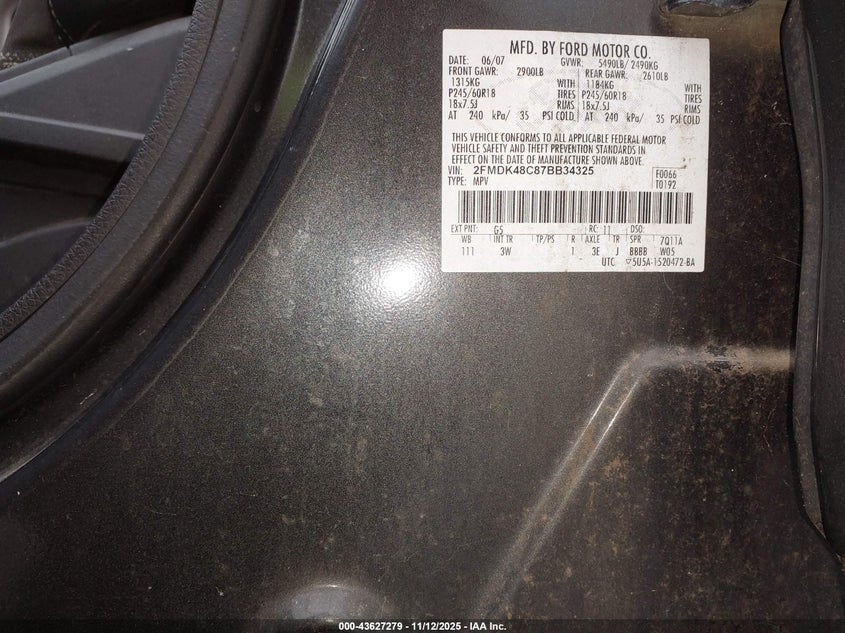 MFD. BY FORD MOTOR CO.
DATE: 06/07 GVWR: 5490LB/ 2490KG
FRONT GAWR: 2900LB REAR GAWR: 2610LB
1315KG WITH 1184KG WITH
P245/60R18 TIRES P245/60R18 TIRES
18x7.5J RIMS 18x7.5J RIMS
AT 240 kPa/ 35 PSI COLD AT 240 kPa/ 35 PSI COLD
THIS VEHICLE CONFORMS TO ALL APPLICABLE FEDERAL MOTOR
VEHICLE SAFETY AND THEFT PREVENTION STANDARDS IN
EFFECT ON THE DATE OF MANUFACTURE SHOWN ABOVE.
VIN: 2FMDK48C87BB34325 F0066
TYPE: MPV T0192
EXT PNT: G5 RC: 11 DSO:
WB INT TR TP/PS R AXLE TR SPR 7Q11A
111 3W 1 3E J BBBB W05
UTC 5U5A-1520472-BA
000-43627279 - 11/12/2025 - IAA Inc.